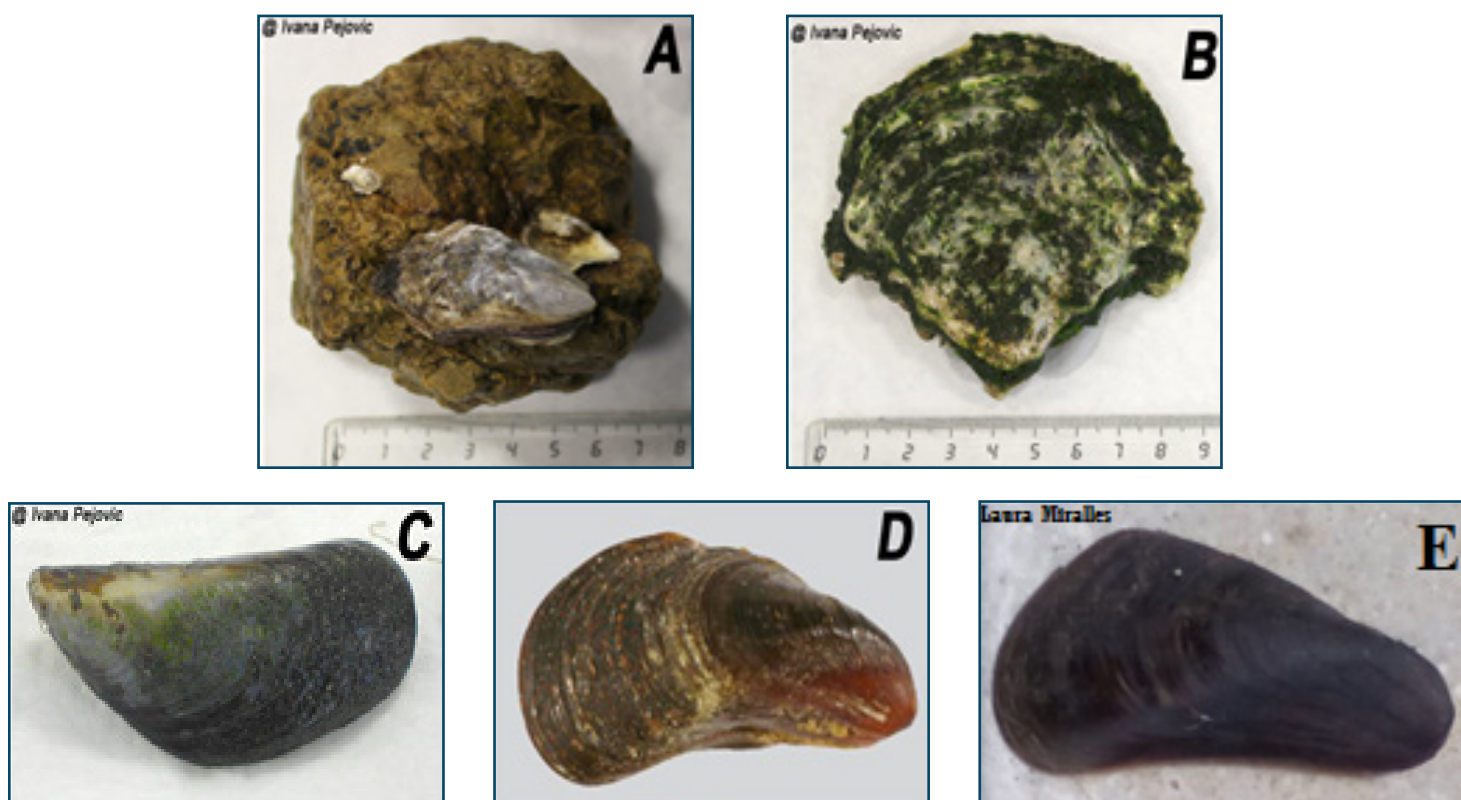 @ Ivana Pejovic
A
0 1 2 3 4 5 6 7 8
@ Ivana Pejovic
B
0 1 2 3 4 5 6 7 8 9
@ Ivana Pejovic
C
D
Laura Miralles
E